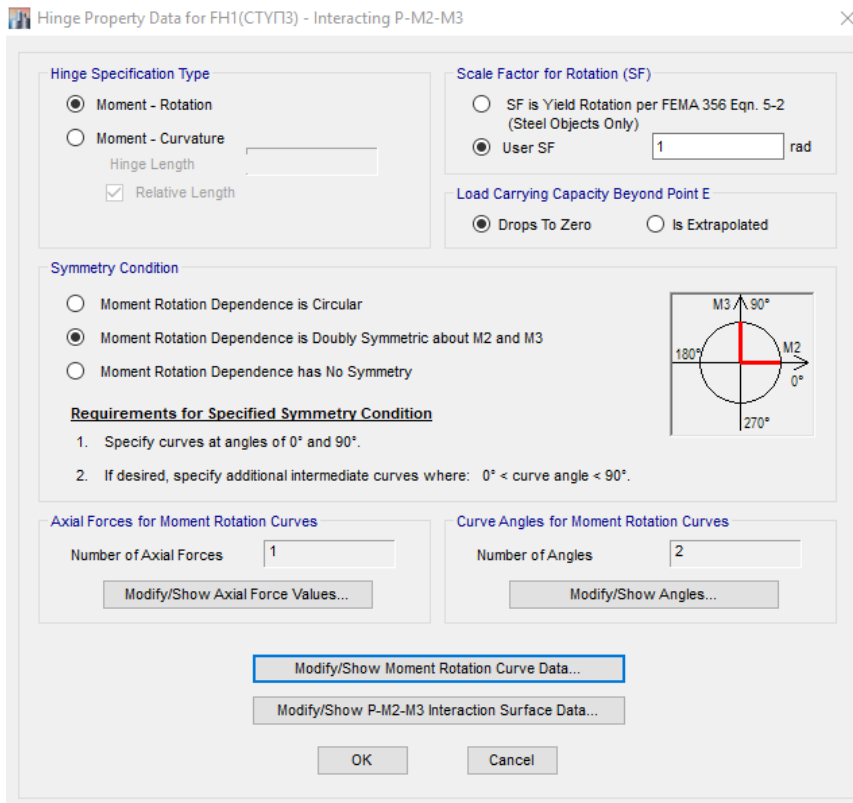 Hinge Property Data for FH1(СТУП3) - Interacting P-M2-M3
Hinge Specification Type
Moment - Rotation
Moment - Curvature
Hinge Length
Relative Length
Scale Factor for Rotation (SF)
SF is Yield Rotation per FEMA 356 Eqn. 5-2
(Steel Objects Only)
User SF 1 rad
Load Carrying Capacity Beyond Point E
Drops To Zero Is Extrapolated
Symmetry Condition
Moment Rotation Dependence is Circular
Moment Rotation Dependence is Doubly Symmetric about M2 and M3
Moment Rotation Dependence has No Symmetry
Requirements for Specified Symmetry Condition
1. Specify curves at angles of 0° and 90°.
2. If desired, specify additional intermediate curves where: 0° < curve angle < 90°.
M3 90°
180° M2
0°
270°
Axial Forces for Moment Rotation Curves
Number of Axial Forces 1
Modify/Show Axial Force Values...
Curve Angles for Moment Rotation Curves
Number of Angles 2
Modify/Show Angles...
Modify/Show Moment Rotation Curve Data...
Modify/Show P-M2-M3 Interaction Surface Data...
OK Cancel